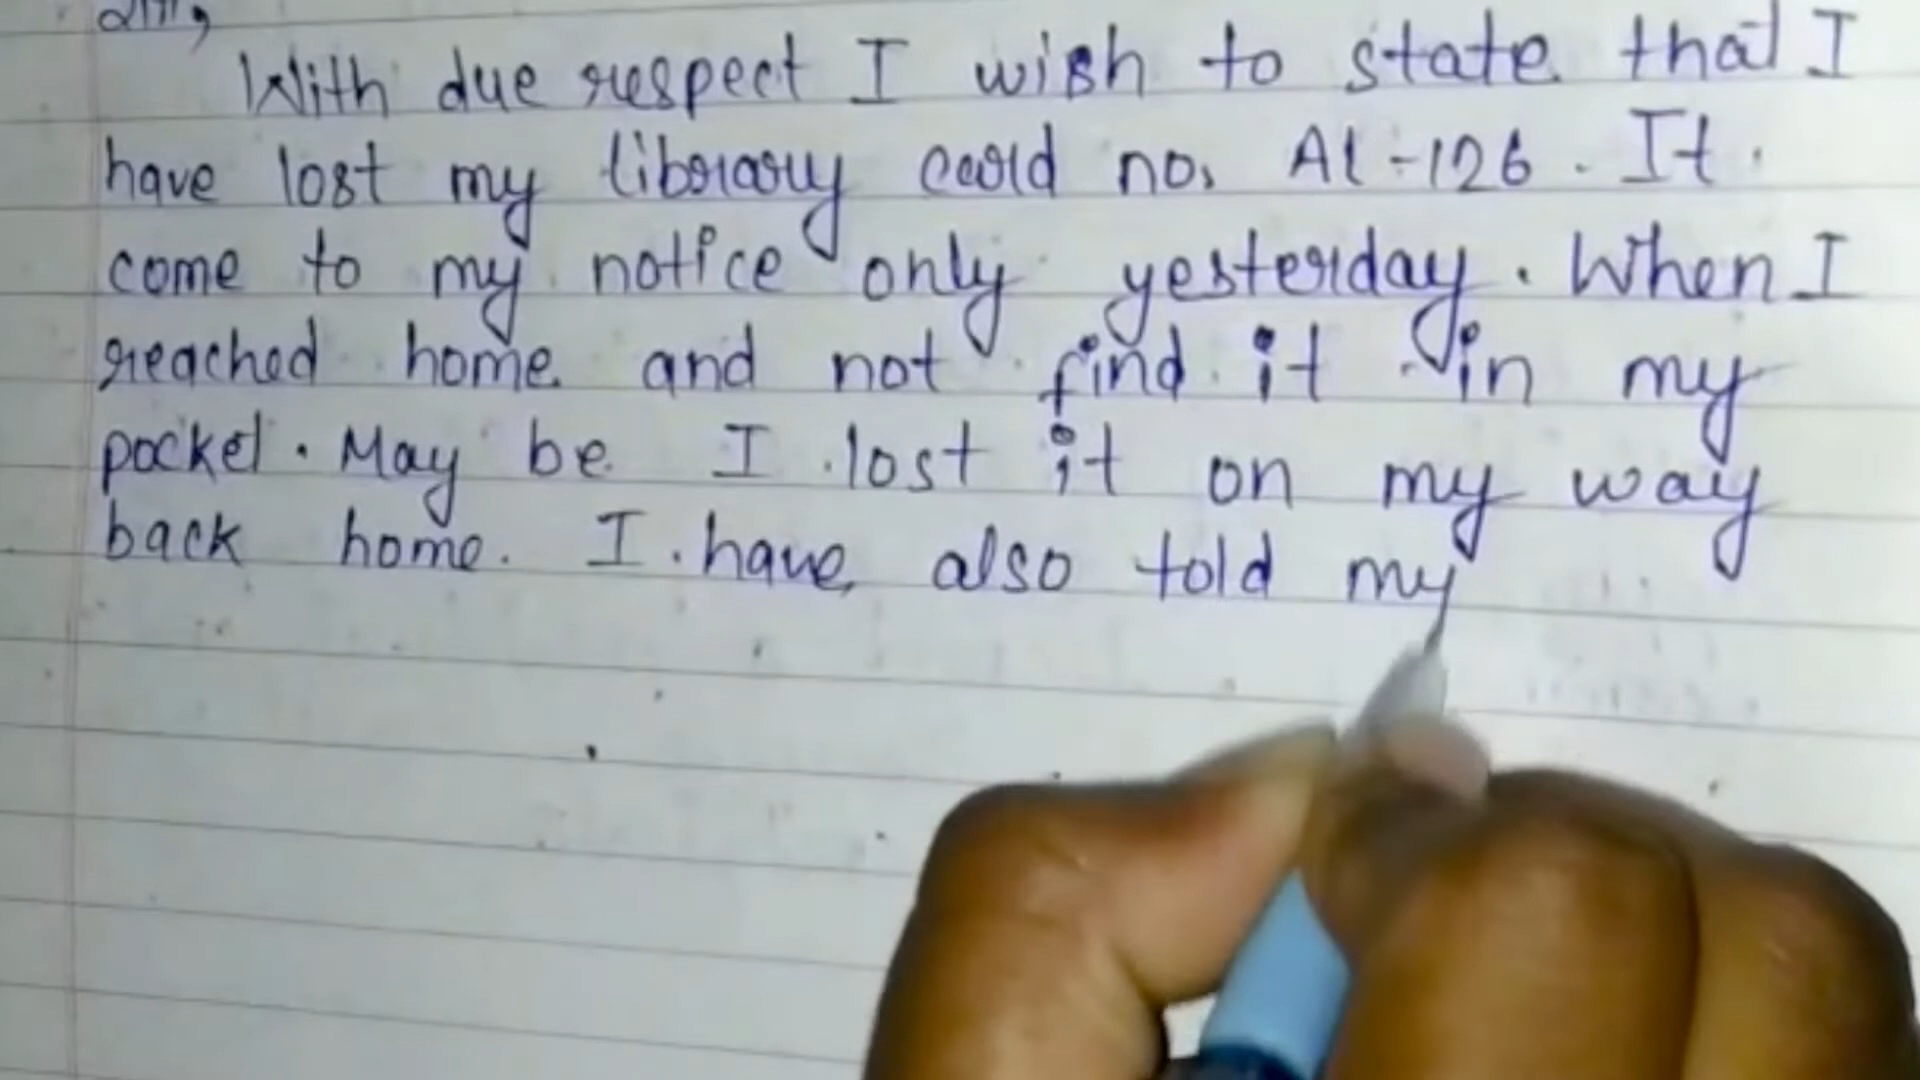 With due respect I wish to state that I
have lost my library card no. Al-126. It
come to my notice only yesterday. When I
reached home and not find it in my
pocket. May be I lost it on my way
back home. I have also told my